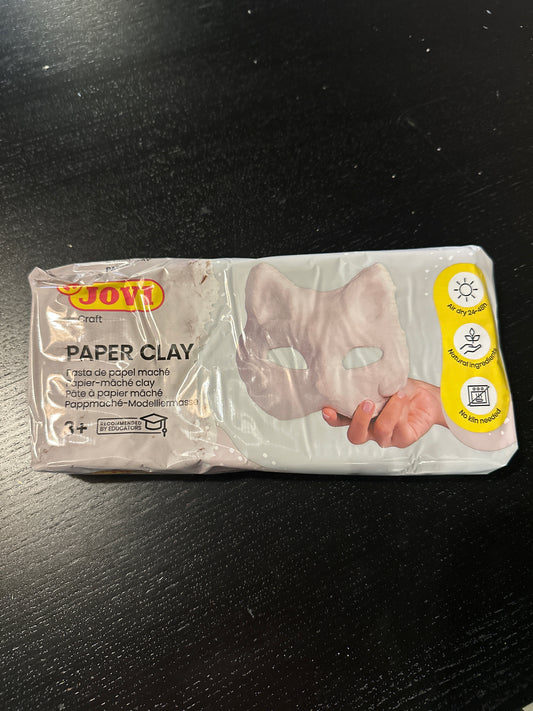 JOVI
Craft
PAPER CLAY
Pasta de papel maché
Papier-mâché clay
Pâte à papier mâché
Pappmaché-Modelliermasse
3+
RECOMMENDED
BY EDUCATORS
Air dry 24-48h
Natural ingredients
No kiln needed